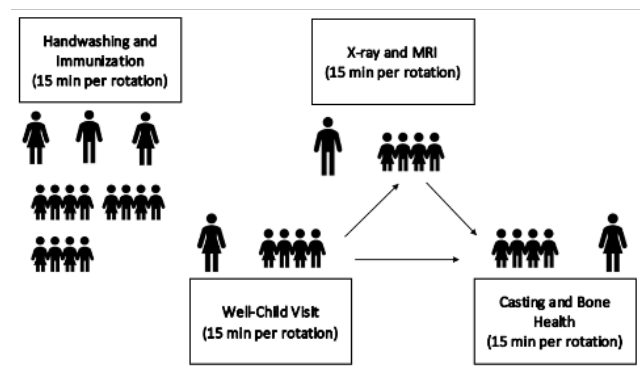 Handwashing and
Immunization
(15 min per rotation)
X-ray and MRI
(15 min per rotation)
Well-Child Visit
(15 min per rotation)
Casting and Bone
Health
(15 min per rotation)